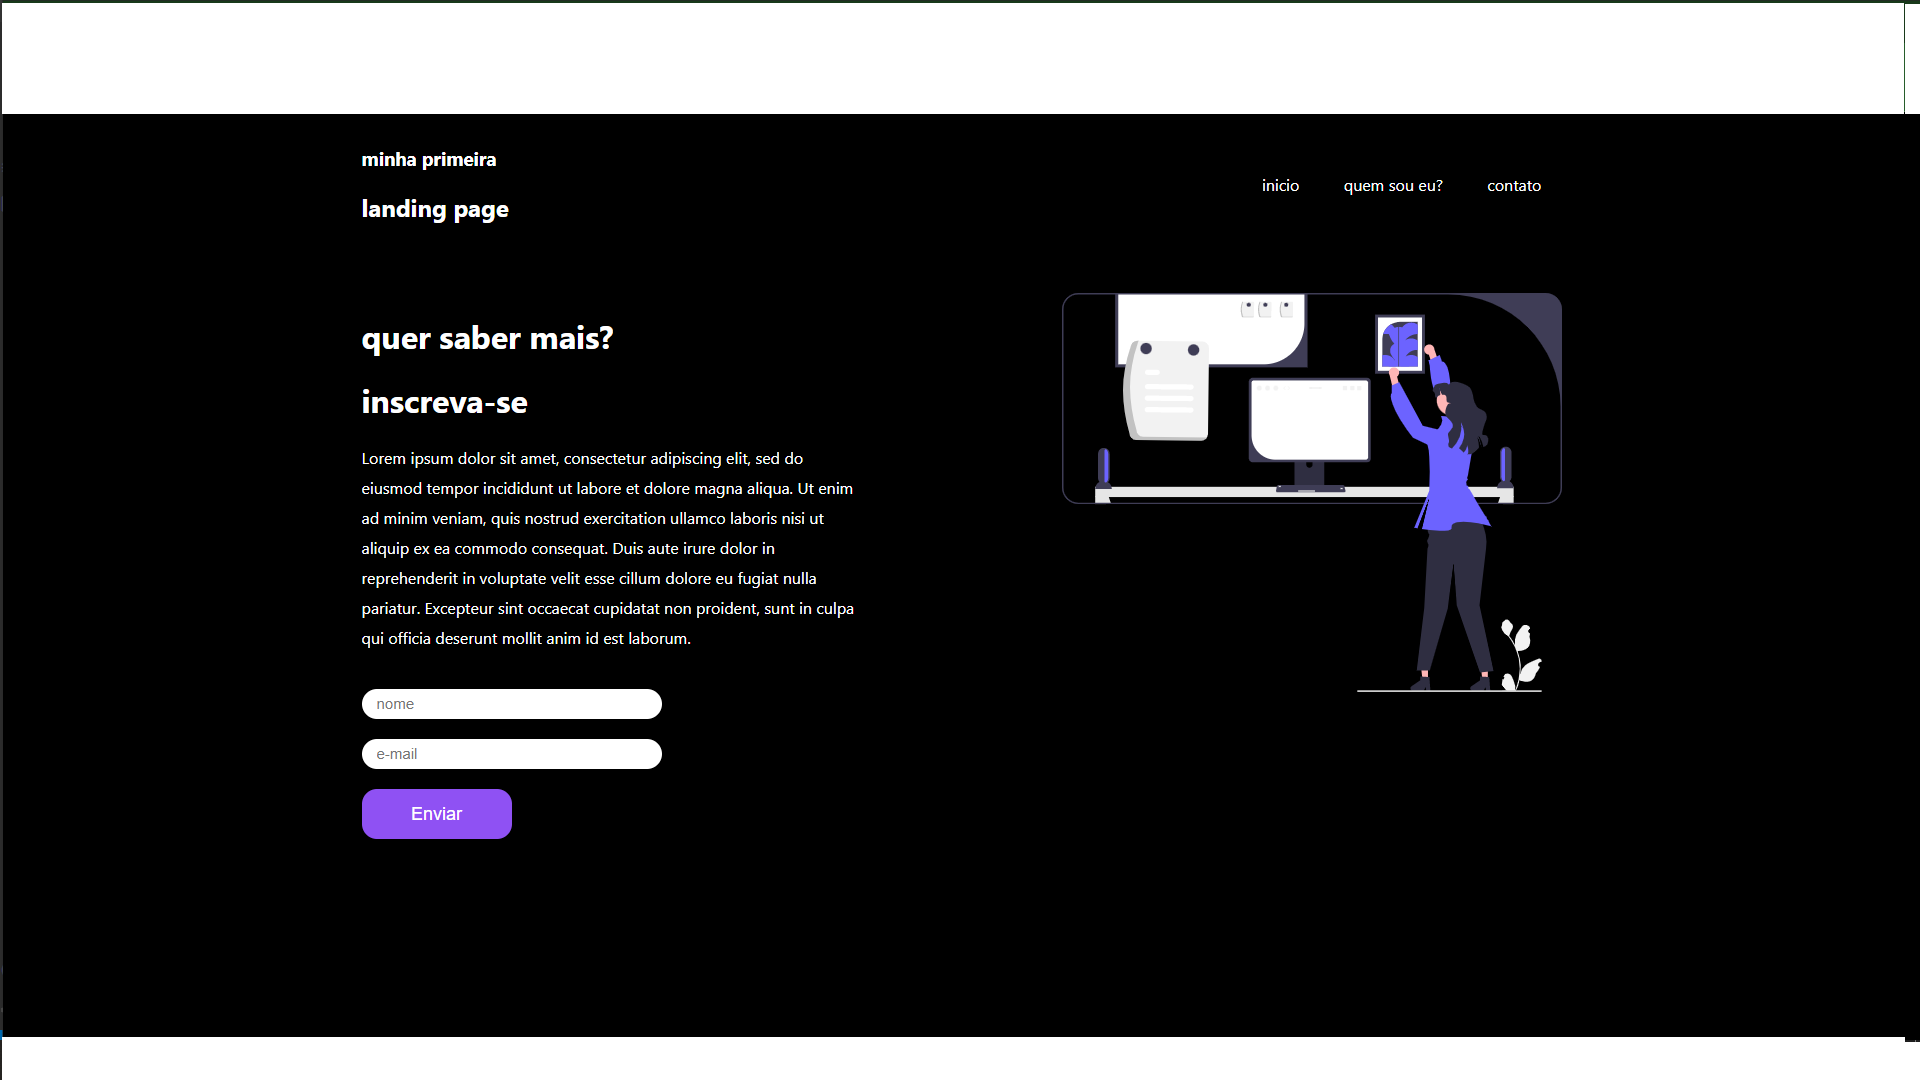 minha primeira
landing page
inicio quem sou eu? contato
quer saber mais?
inscreva-se
Lorem ipsum dolor sit amet, consectetur adipiscing elit, sed do
eiusmod tempor incididunt ut labore et dolore magna aliqua. Ut enim
ad minim veniam, quis nostrud exercitation ullamco laboris nisi ut
aliquip ex ea commodo consequat. Duis aute irure dolor in
reprehenderit in voluptate velit esse cillum dolore eu fugiat nulla
pariatur. Excepteur sint occaecat cupidatat non proident, sunt in culpa
qui officia deserunt mollit anim id est laborum.
nome
e-mail
Enviar